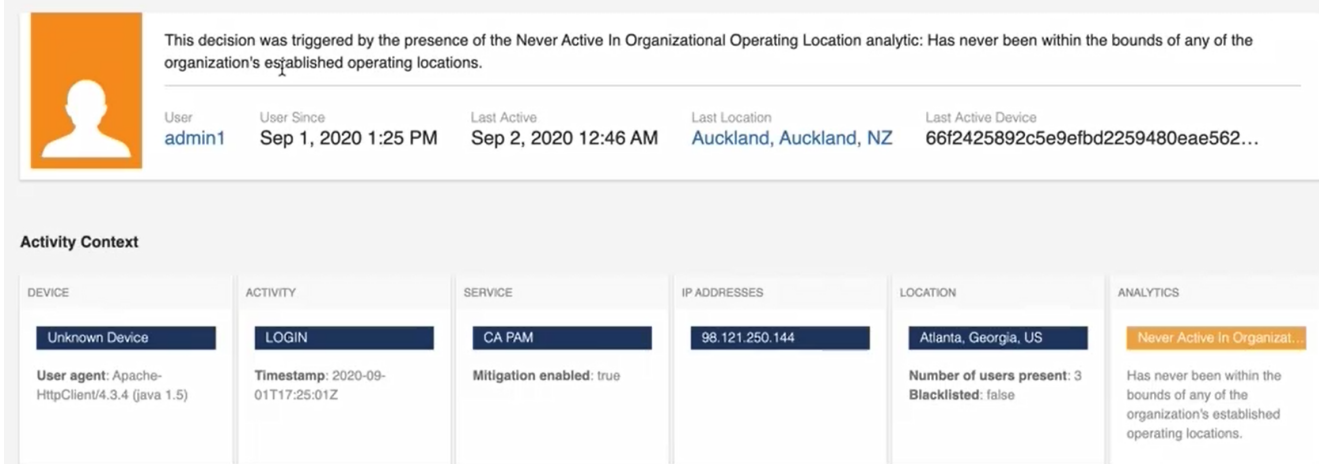 This decision was triggered by the presence of the Never Active In Organizational Operating Location analytic: Has never been within the bounds of any of the
organization's established operating locations.
User
admin1
User Since
Sep 1, 2020 1:25 PM
Last Active
Sep 2, 2020 12:46 AM
Last Location
Auckland, Auckland, NZ
Last Active Device
66f2425892c5e9efbd2259480eae562...
Activity Context
DEVICE
Unknown Device
User agent: Apache-
HttpClient/4.3.4 (java 1.5)
ACTIVITY
LOGIN
Timestamp: 2020-09-
01T17:25:01Z
SERVICE
CA PAM
Mitigation enabled: true
IP ADDRESSES
98.121.250.144
LOCATION
Atlanta, Georgia, US
Number of users present: 3
Blacklisted: false
ANALYTICS
Never Active In Organizat...
Has never been within the
bounds of any of the
organization's established
operating locations.